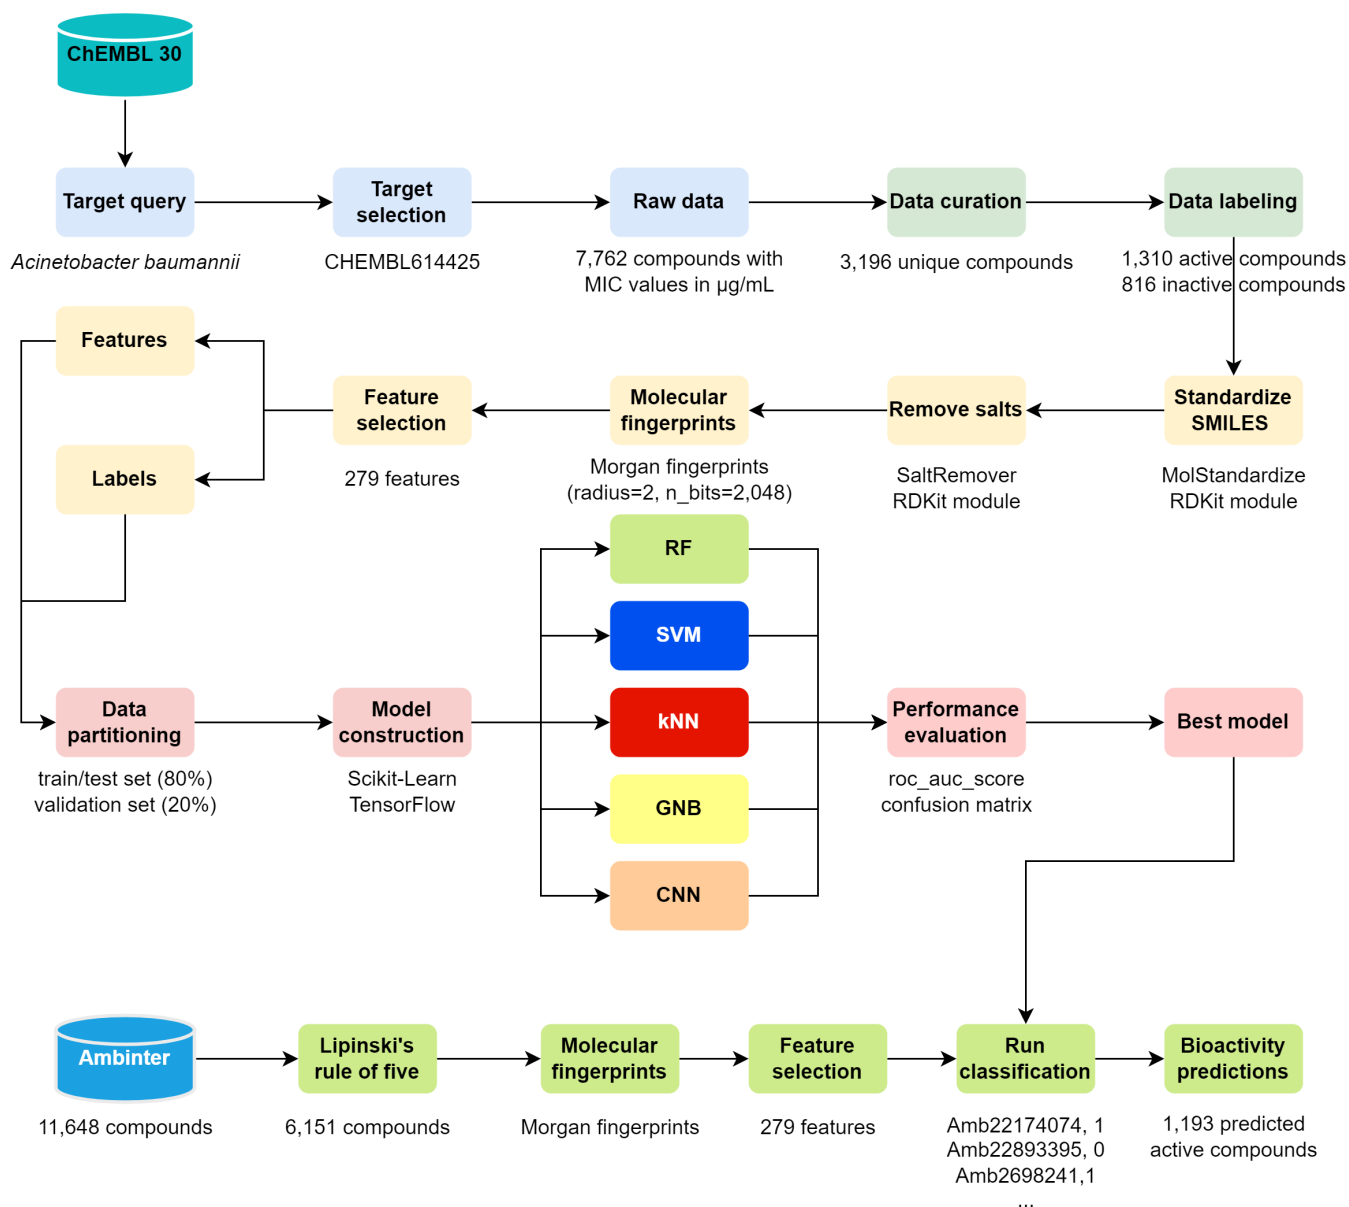 ChEMBL 30
Target query
Acinetobacter baumannii
Target
selection
CHEMBL614425
Raw data
7,762 compounds with
MIC values in µg/mL
Data curation
3,196 unique compounds
Data labeling
1,310 active compounds
816 inactive compounds
Features
Labels
Feature
selection
279 features
Molecular
fingerprints
Morgan fingerprints
(radius=2, n_bits=2,048)
Remove salts
SaltRemover
RDKit module
Standardize
SMILES
MolStandardize
RDKit module
Data
partitioning
train/test set (80%)
validation set (20%)
Model
construction
Scikit-Learn
TensorFlow
RF
SVM
kNN
GNB
CNN
Performance
evaluation
roc_auc_score
confusion matrix
Best model
Ambinter
11,648 compounds
Lipinski's
rule of five
6,151 compounds
Molecular
fingerprints
Morgan fingerprints
Feature
selection
279 features
Run
classification
Amb22174074, 1
Amb22893395, 0
Amb2698241,1
...
Bioactivity
predictions
1,193 predicted
active compounds